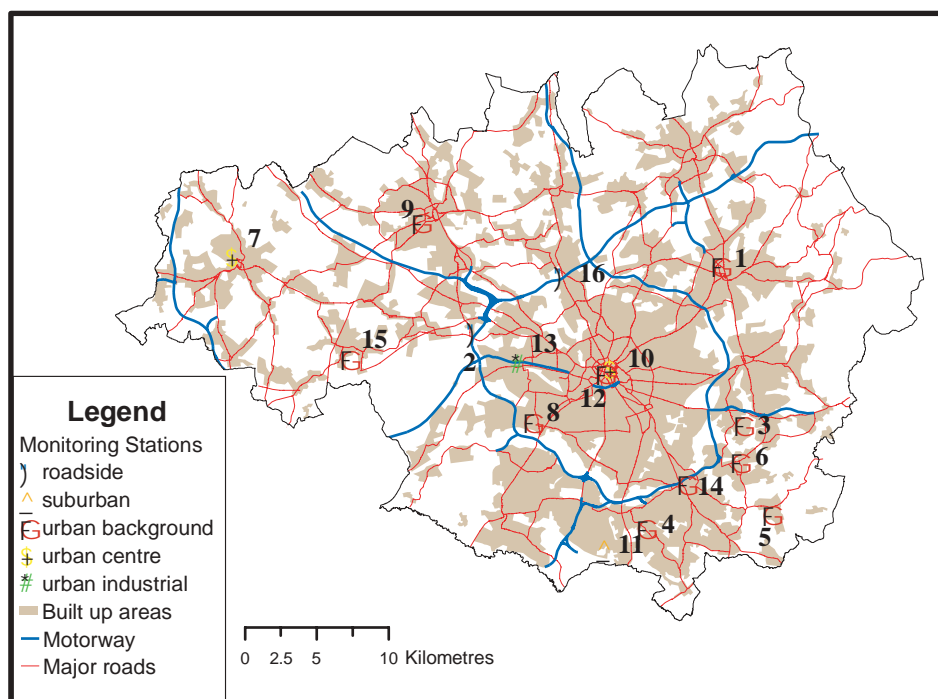 9
7
1
16
13
15
2
10
12
8
3
6
14
4
5
11
Legend
Monitoring Stations
roadside
suburban
urban background
urban centre
urban industrial
Built up areas
Motorway
Major roads
0 2.5 5 10 Kilometres